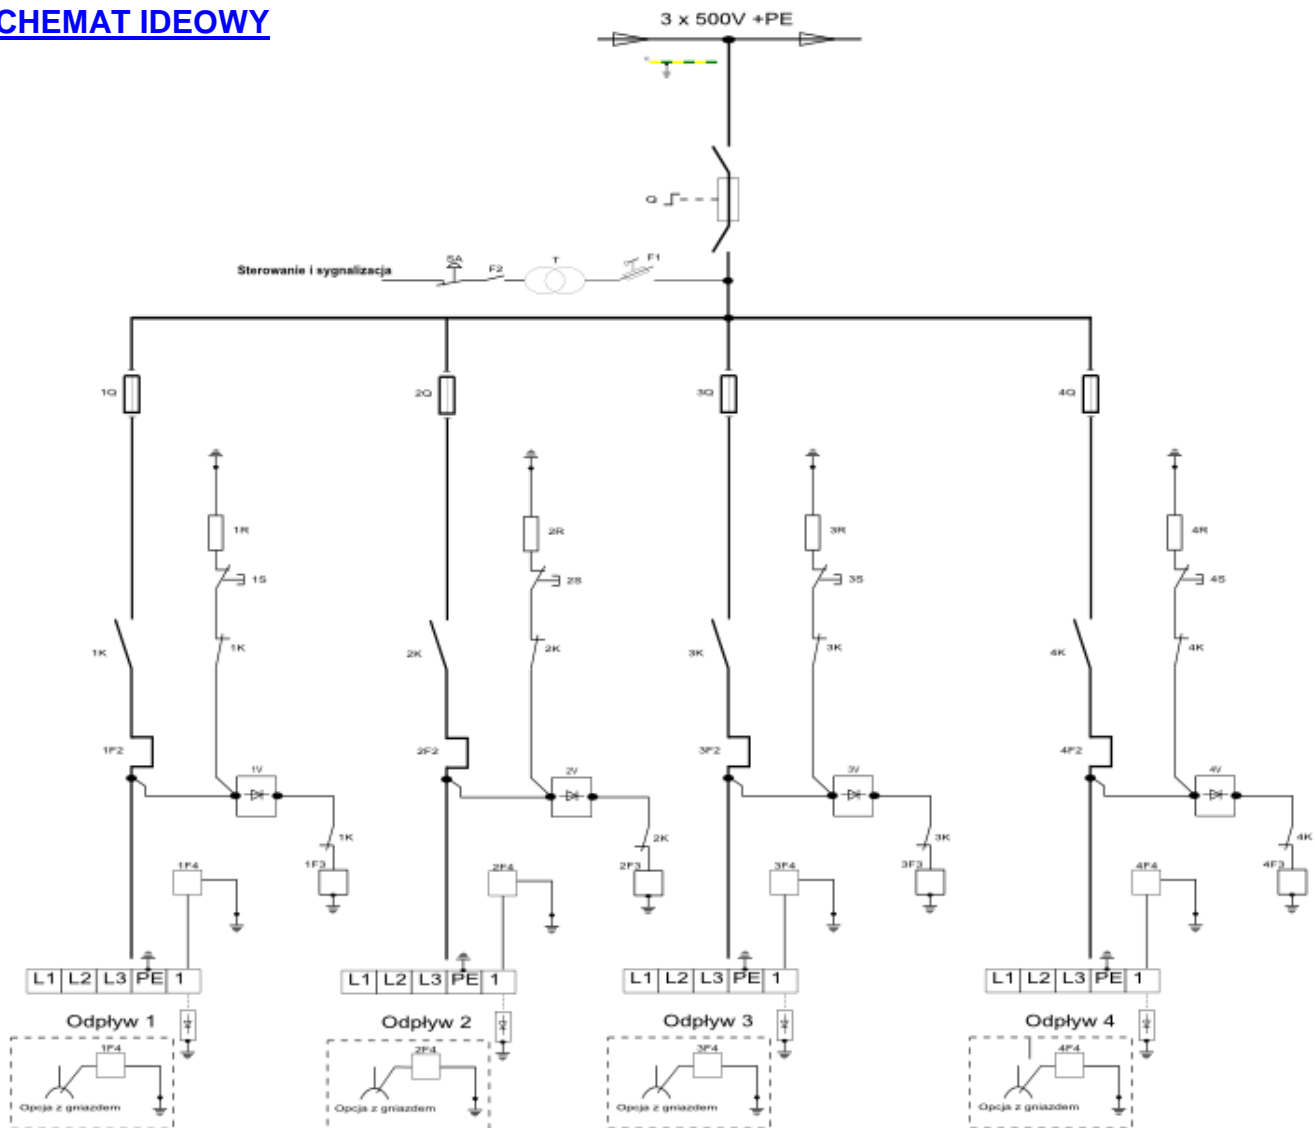 CHEMAT IDEOWY
3 x 500V +PE
Q
Sterowanie i sygnalizacja
SA
F2
T
F1
1Q
2Q
3Q
4Q
1R
2R
3R
4R
1S
2S
3S
4S
1K
1K
2K
2K
3K
3K
4K
4K
1F2
2F2
3F2
4F2
1V
2V
3V
4V
1K
2K
3K
4K
1F4
1F3
2F4
2F3
3F4
3F3
4F4
4F3
L1 L2 L3 PE 1
L1 L2 L3 PE 1
L1 L2 L3 PE 1
L1 L2 L3 PE 1
Odpływ 1
Odpływ 2
Odpływ 3
Odpływ 4
1F4
2F4
3F4
4F4
Opcja z gniazdem
Opcja z gniazdem
Opcja z gniazdem
Opcja z gniazdem